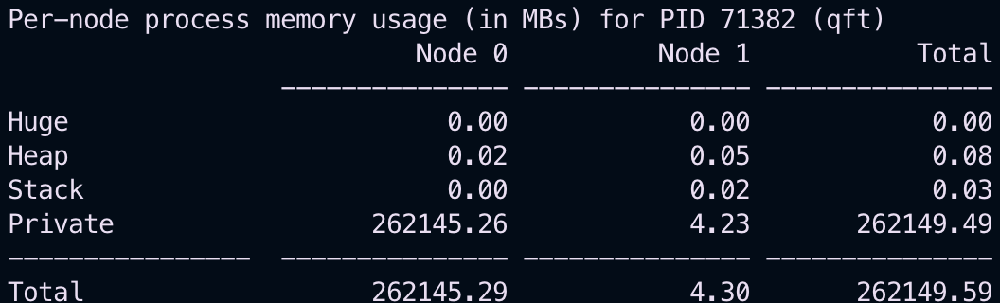 Per-node process memory usage (in MBs) for PID 71382 (qft)
                           Node 0          Node 1           Total
                  --------------- --------------- ---------------
Huge                         0.00            0.00            0.00
Heap                         0.02            0.05            0.08
Stack                        0.00            0.02            0.03
Private                 262145.26            4.23       262149.49
----------------  --------------- --------------- ---------------
Total                   262145.29            4.30       262149.59